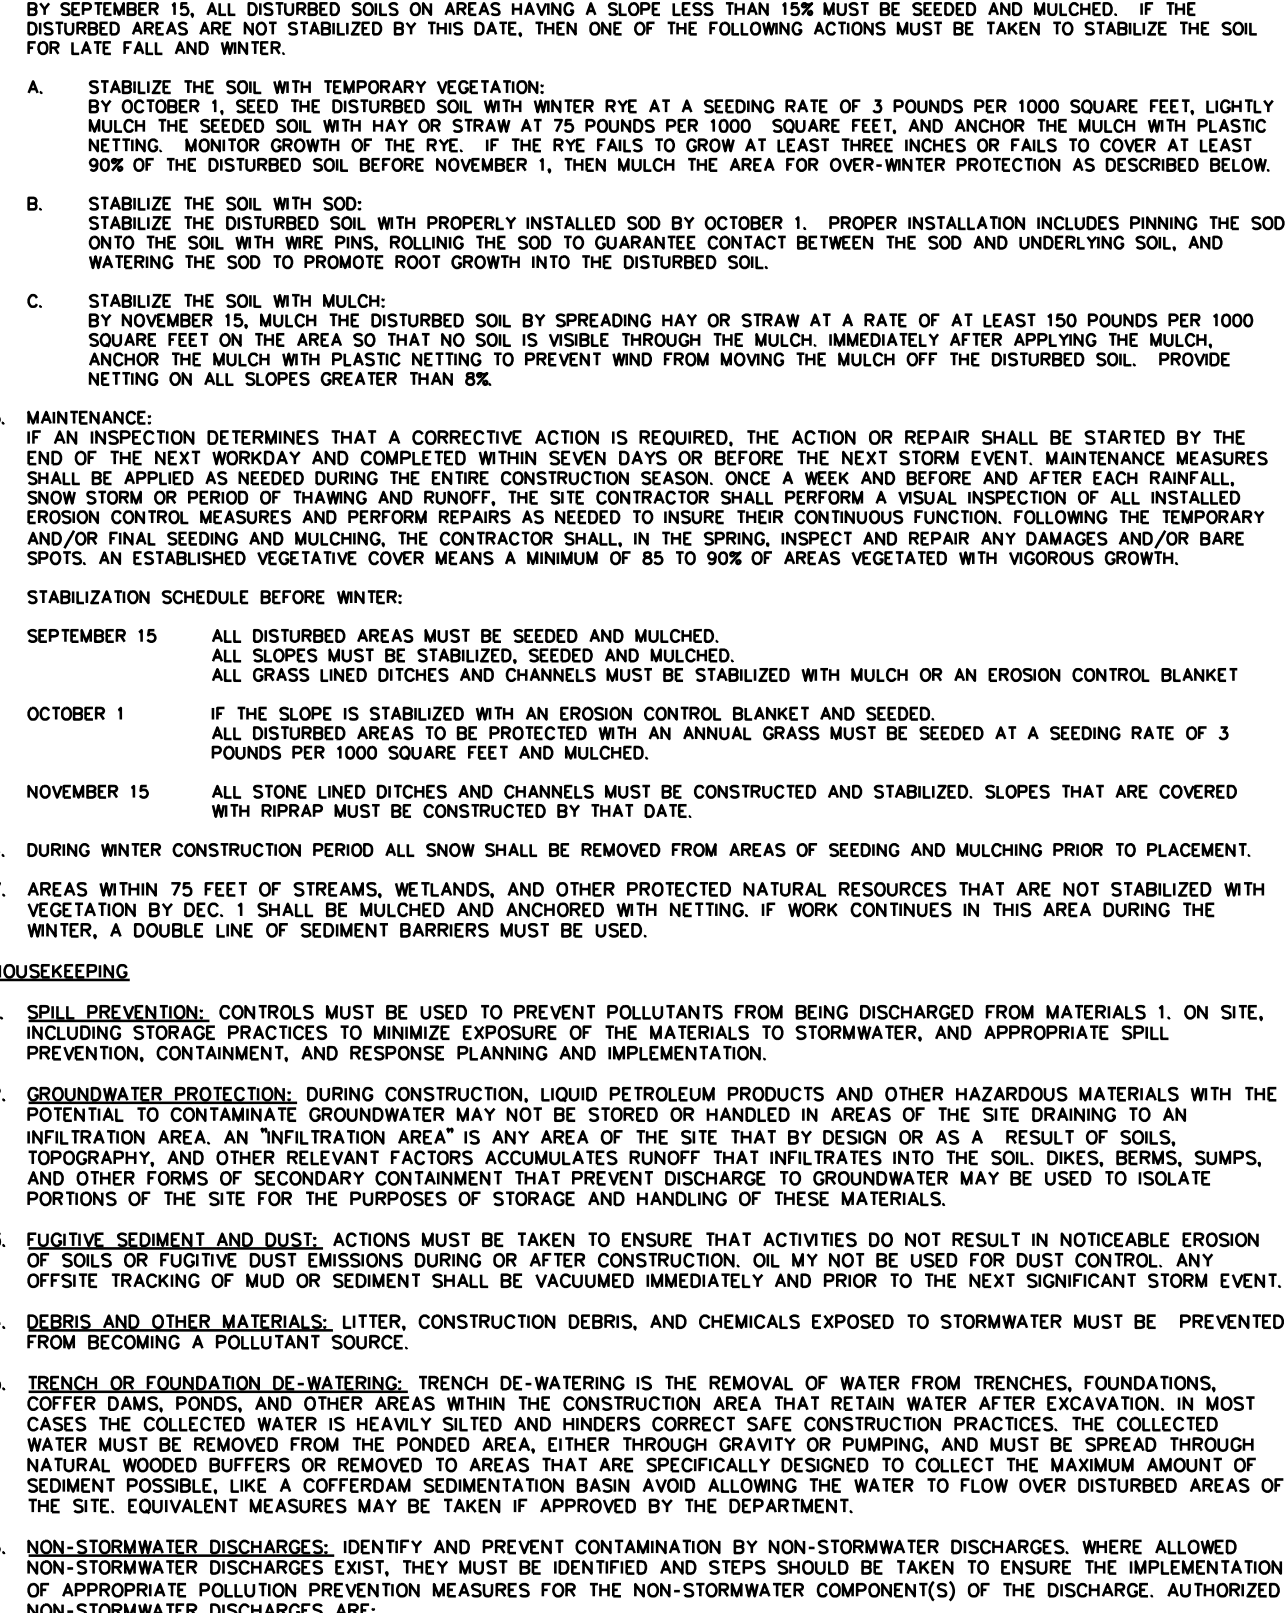 BY SEPTEMBER 15, ALL DISTURBED SOILS ON AREAS HAVING A SLOPE LESS THAN 15% MUST BE SEEDED AND MULCHED. IF THE
DISTURBED AREAS ARE NOT STABILIZED BY THIS DATE, THEN ONE OF THE FOLLOWING ACTIONS MUST BE TAKEN TO STABILIZE THE SOIL
FOR LATE FALL AND WINTER.
A. STABILIZE THE SOIL WITH TEMPORARY VEGETATION:
BY OCTOBER 1, SEED THE DISTURBED SOIL WITH WINTER RYE AT A SEEDING RATE OF 3 POUNDS PER 1000 SQUARE FEET, LIGHTLY
MULCH THE SEEDED SOIL WITH HAY OR STRAW AT 75 POUNDS PER 1000 SQUARE FEET, AND ANCHOR THE MULCH WITH PLASTIC
NETTING. MONITOR GROWTH OF THE RYE. IF THE RYE FAILS TO GROW AT LEAST THREE INCHES OR FAILS TO COVER AT LEAST
90% OF THE DISTURBED SOIL BEFORE NOVEMBER 1, THEN MULCH THE AREA FOR OVER-WINTER PROTECTION AS DESCRIBED BELOW.
B. STABILIZE THE SOIL WITH SOD:
STABILIZE THE DISTURBED SOIL WITH PROPERLY INSTALLED SOD BY OCTOBER 1. PROPER INSTALLATION INCLUDES PINNING THE SOD
ONTO THE SOIL WITH WIRE PINS, ROLLINIG THE SOD TO GUARANTEE CONTACT BETWEEN THE SOD AND UNDERLYING SOIL, AND
WATERING THE SOD TO PROMOTE ROOT GROWTH INTO THE DISTURBED SOIL.
C. STABILIZE THE SOIL WITH MULCH:
BY NOVEMBER 15, MULCH THE DISTURBED SOIL BY SPREADING HAY OR STRAW AT A RATE OF AT LEAST 150 POUNDS PER 1000
SQUARE FEET ON THE AREA SO THAT NO SOIL IS VISIBLE THROUGH THE MULCH. IMMEDIATELY AFTER APPLYING THE MULCH,
ANCHOR THE MULCH WITH PLASTIC NETTING TO PREVENT WIND FROM MOVING THE MULCH OFF THE DISTURBED SOIL. PROVIDE
NETTING ON ALL SLOPES GREATER THAN 8%.
MAINTENANCE:
IF AN INSPECTION DETERMINES THAT A CORRECTIVE ACTION IS REQUIRED, THE ACTION OR REPAIR SHALL BE STARTED BY THE
END OF THE NEXT WORKDAY AND COMPLETED WITHIN SEVEN DAYS OR BEFORE THE NEXT STORM EVENT. MAINTENANCE MEASURES
SHALL BE APPLIED AS NEEDED DURING THE ENTIRE CONSTRUCTION SEASON. ONCE A WEEK AND BEFORE AND AFTER EACH RAINFALL,
SNOW STORM OR PERIOD OF THAWING AND RUNOFF, THE SITE CONTRACTOR SHALL PERFORM A VISUAL INSPECTION OF ALL INSTALLED
EROSION CONTROL MEASURES AND PERFORM REPAIRS AS NEEDED TO INSURE THEIR CONTINUOUS FUNCTION. FOLLOWING THE TEMPORARY
AND/OR FINAL SEEDING AND MULCHING, THE CONTRACTOR SHALL, IN THE SPRING, INSPECT AND REPAIR ANY DAMAGES AND/OR BARE
SPOTS. AN ESTABLISHED VEGETATIVE COVER MEANS A MINIMUM OF 85 TO 90% OF AREAS VEGETATED WITH VIGOROUS GROWTH.
STABILIZATION SCHEDULE BEFORE WINTER:
SEPTEMBER 15 ALL DISTURBED AREAS MUST BE SEEDED AND MULCHED.
ALL SLOPES MUST BE STABILIZED, SEEDED AND MULCHED.
ALL GRASS LINED DITCHES AND CHANNELS MUST BE STABILIZED WITH MULCH OR AN EROSION CONTROL BLANKET
OCTOBER 1 IF THE SLOPE IS STABILIZED WITH AN EROSION CONTROL BLANKET AND SEEDED.
ALL DISTURBED AREAS TO BE PROTECTED WITH AN ANNUAL GRASS MUST BE SEEDED AT A SEEDING RATE OF 3
POUNDS PER 1000 SQUARE FEET AND MULCHED.
NOVEMBER 15 ALL STONE LINED DITCHES AND CHANNELS MUST BE CONSTRUCTED AND STABILIZED. SLOPES THAT ARE COVERED
WITH RIPRAP MUST BE CONSTRUCTED BY THAT DATE.
DURING WINTER CONSTRUCTION PERIOD ALL SNOW SHALL BE REMOVED FROM AREAS OF SEEDING AND MULCHING PRIOR TO PLACEMENT.
AREAS WITHIN 75 FEET OF STREAMS, WETLANDS, AND OTHER PROTECTED NATURAL RESOURCES THAT ARE NOT STABILIZED WITH
VEGETATION BY DEC. 1 SHALL BE MULCHED AND ANCHORED WITH NETTING. IF WORK CONTINUES IN THIS AREA DURING THE
WINTER, A DOUBLE LINE OF SEDIMENT BARRIERS MUST BE USED.
HOUSEKEEPING
SPILL PREVENTION: CONTROLS MUST BE USED TO PREVENT POLLUTANTS FROM BEING DISCHARGED FROM MATERIALS 1. ON SITE,
INCLUDING STORAGE PRACTICES TO MINIMIZE EXPOSURE OF THE MATERIALS TO STORMWATER, AND APPROPRIATE SPILL
PREVENTION, CONTAINMENT, AND RESPONSE PLANNING AND IMPLEMENTATION.
GROUNDWATER PROTECTION: DURING CONSTRUCTION, LIQUID PETROLEUM PRODUCTS AND OTHER HAZARDOUS MATERIALS WITH THE
POTENTIAL TO CONTAMINATE GROUNDWATER MAY NOT BE STORED OR HANDLED IN AREAS OF THE SITE DRAINING TO AN
INFILTRATION AREA. AN "INFILTRATION AREA" IS ANY AREA OF THE SITE THAT BY DESIGN OR AS A RESULT OF SOILS,
TOPOGRAPHY, AND OTHER RELEVANT FACTORS ACCUMULATES RUNOFF THAT INFILTRATES INTO THE SOIL. DIKES, BERMS, SUMPS,
AND OTHER FORMS OF SECONDARY CONTAINMENT THAT PREVENT DISCHARGE TO GROUNDWATER MAY BE USED TO ISOLATE
PORTIONS OF THE SITE FOR THE PURPOSES OF STORAGE AND HANDLING OF THESE MATERIALS.
FUGITIVE SEDIMENT AND DUST: ACTIONS MUST BE TAKEN TO ENSURE THAT ACTIVITIES DO NOT RESULT IN NOTICEABLE EROSION
OF SOILS OR FUGITIVE DUST EMISSIONS DURING OR AFTER CONSTRUCTION. OIL MY NOT BE USED FOR DUST CONTROL. ANY
OFFSITE TRACKING OF MUD OR SEDIMENT SHALL BE VACUUMED IMMEDIATELY AND PRIOR TO THE NEXT SIGNIFICANT STORM EVENT.
DEBRIS AND OTHER MATERIALS: LITTER, CONSTRUCTION DEBRIS, AND CHEMICALS EXPOSED TO STORMWATER MUST BE PREVENTED
FROM BECOMING A POLLUTANT SOURCE.
TRENCH OR FOUNDATION DE-WATERING: TRENCH DE-WATERING IS THE REMOVAL OF WATER FROM TRENCHES, FOUNDATIONS,
COFFER DAMS, PONDS, AND OTHER AREAS WITHIN THE CONSTRUCTION AREA THAT RETAIN WATER AFTER EXCAVATION. IN MOST
CASES THE COLLECTED WATER IS HEAVILY SILTED AND HINDERS CORRECT SAFE CONSTRUCTION PRACTICES. THE COLLECTED
WATER MUST BE REMOVED FROM THE PONDED AREA, EITHER THROUGH GRAVITY OR PUMPING, AND MUST BE SPREAD THROUGH
NATURAL WOODED BUFFERS OR REMOVED TO AREAS THAT ARE SPECIFICALLY DESIGNED TO COLLECT THE MAXIMUM AMOUNT OF
SEDIMENT POSSIBLE, LIKE A COFFERDAM SEDIMENTATION BASIN AVOID ALLOWING THE WATER TO FLOW OVER DISTURBED AREAS OF
THE SITE. EQUIVALENT MEASURES MAY BE TAKEN IF APPROVED BY THE DEPARTMENT.
NON-STORMWATER DISCHARGES: IDENTIFY AND PREVENT CONTAMINATION BY NON-STORMWATER DISCHARGES. WHERE ALLOWED
NON-STORMWATER DISCHARGES EXIST, THEY MUST BE IDENTIFIED AND STEPS SHOULD BE TAKEN TO ENSURE THE IMPLEMENTATION
OF APPROPRIATE POLLUTION PREVENTION MEASURES FOR THE NON-STORMWATER COMPONENT(S) OF THE DISCHARGE. AUTHORIZED
NON-STORMWATER DISCHARGES ARE: